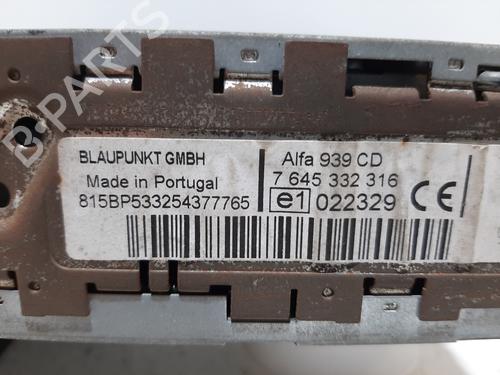 B-PARTS
BLAUPUNKT GMBH
Made in Portugal
815BP533254377765
Alfa 939 CD
7 645 332 316
e1 022329 CE